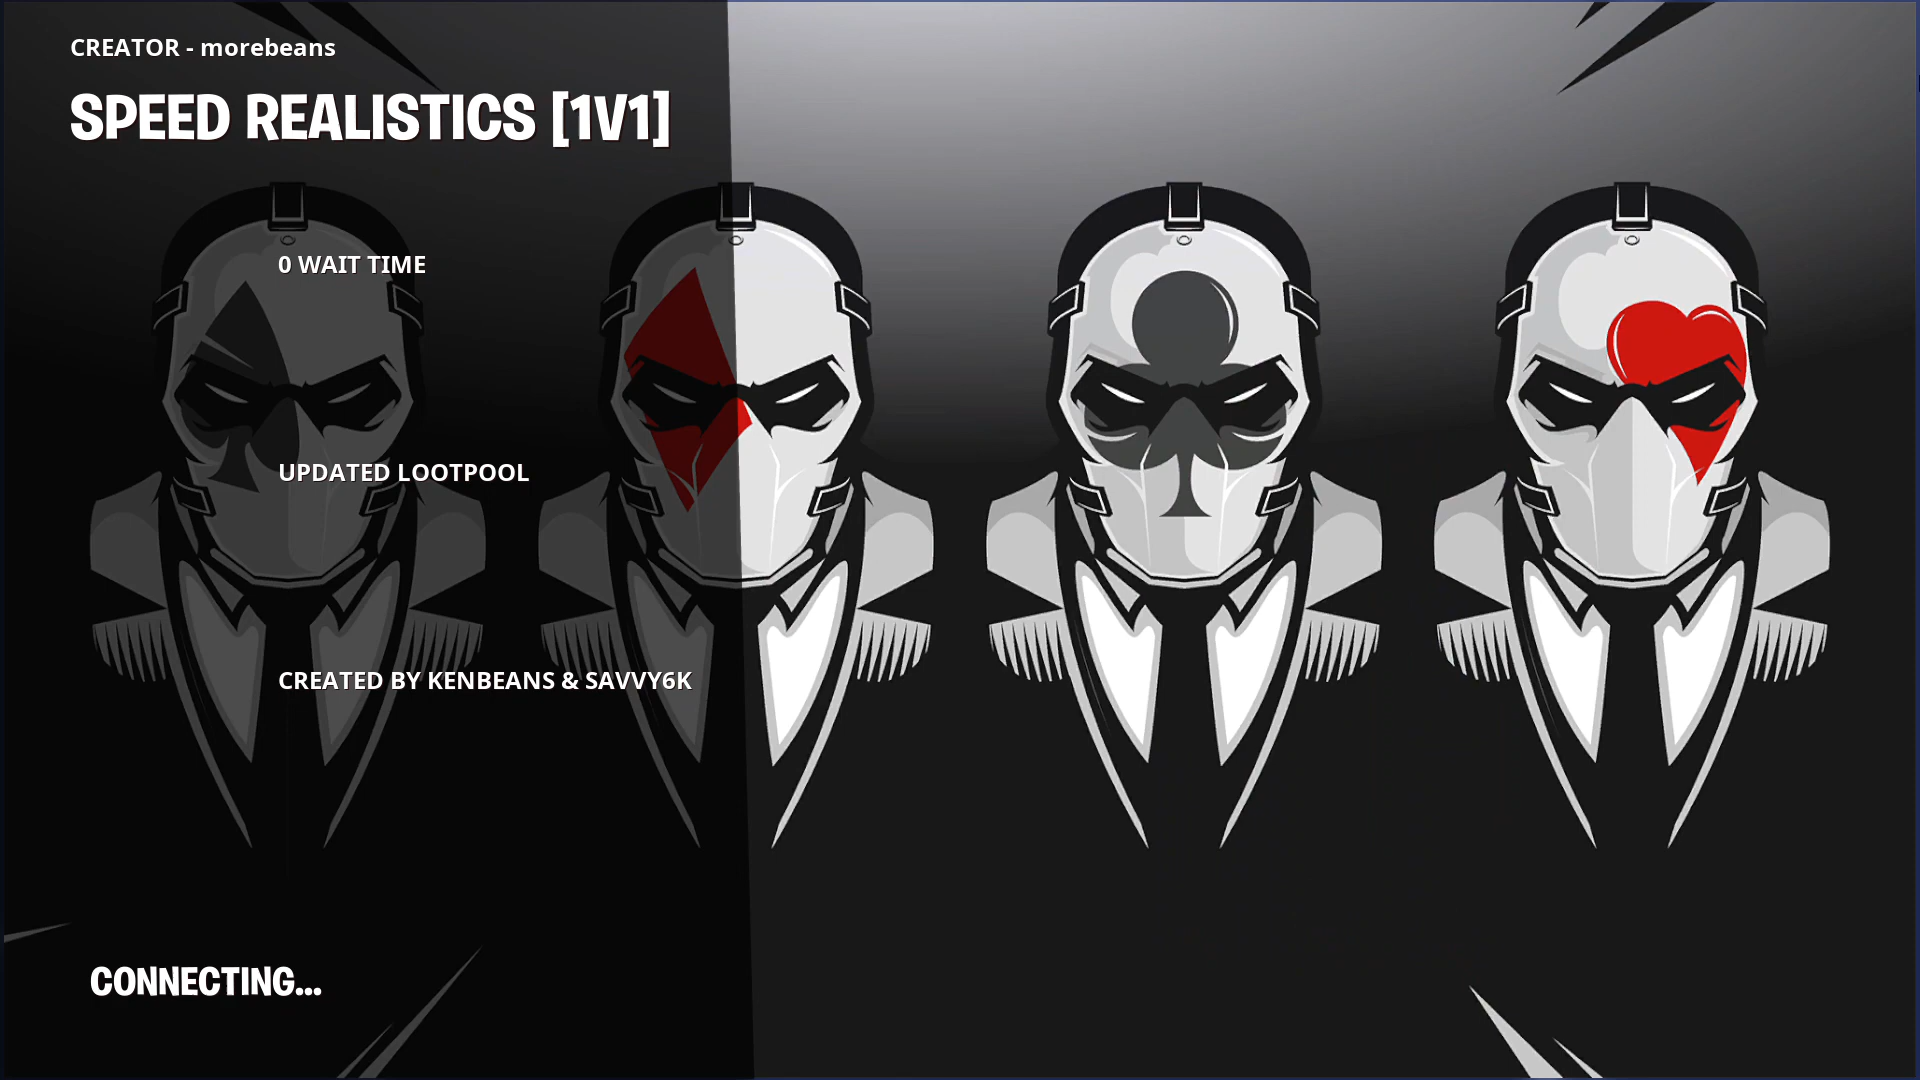 CREATOR - morebeans
SPEED REALISTICS [1V1]
0 WAIT TIME
UPDATED LOOTPOOL
CREATED BY KENBEANS & SAVVY6K
CONNECTING...